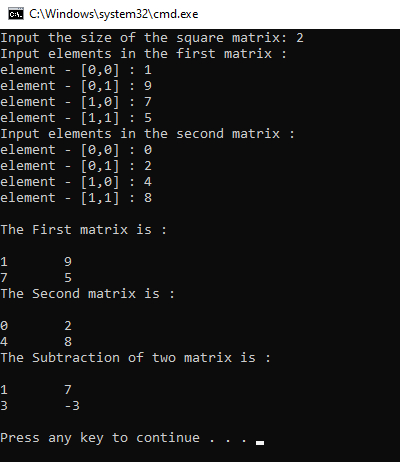 C:\Windows\system32\cmd.exe
Input the size of the square matrix: 2
Input elements in the first matrix :
element - [0,0] : 1
element - [0,1] : 9
element - [1,0] : 7
element - [1,1] : 5
Input elements in the second matrix :
element - [0,0] : 0
element - [0,1] : 2
element - [1,0] : 4
element - [1,1] : 8
The First matrix is :
1 9
7 5
The Second matrix is :
0 2
4 8
The Subtraction of two matrix is :
1 7
3 -3
Press any key to continue . . .